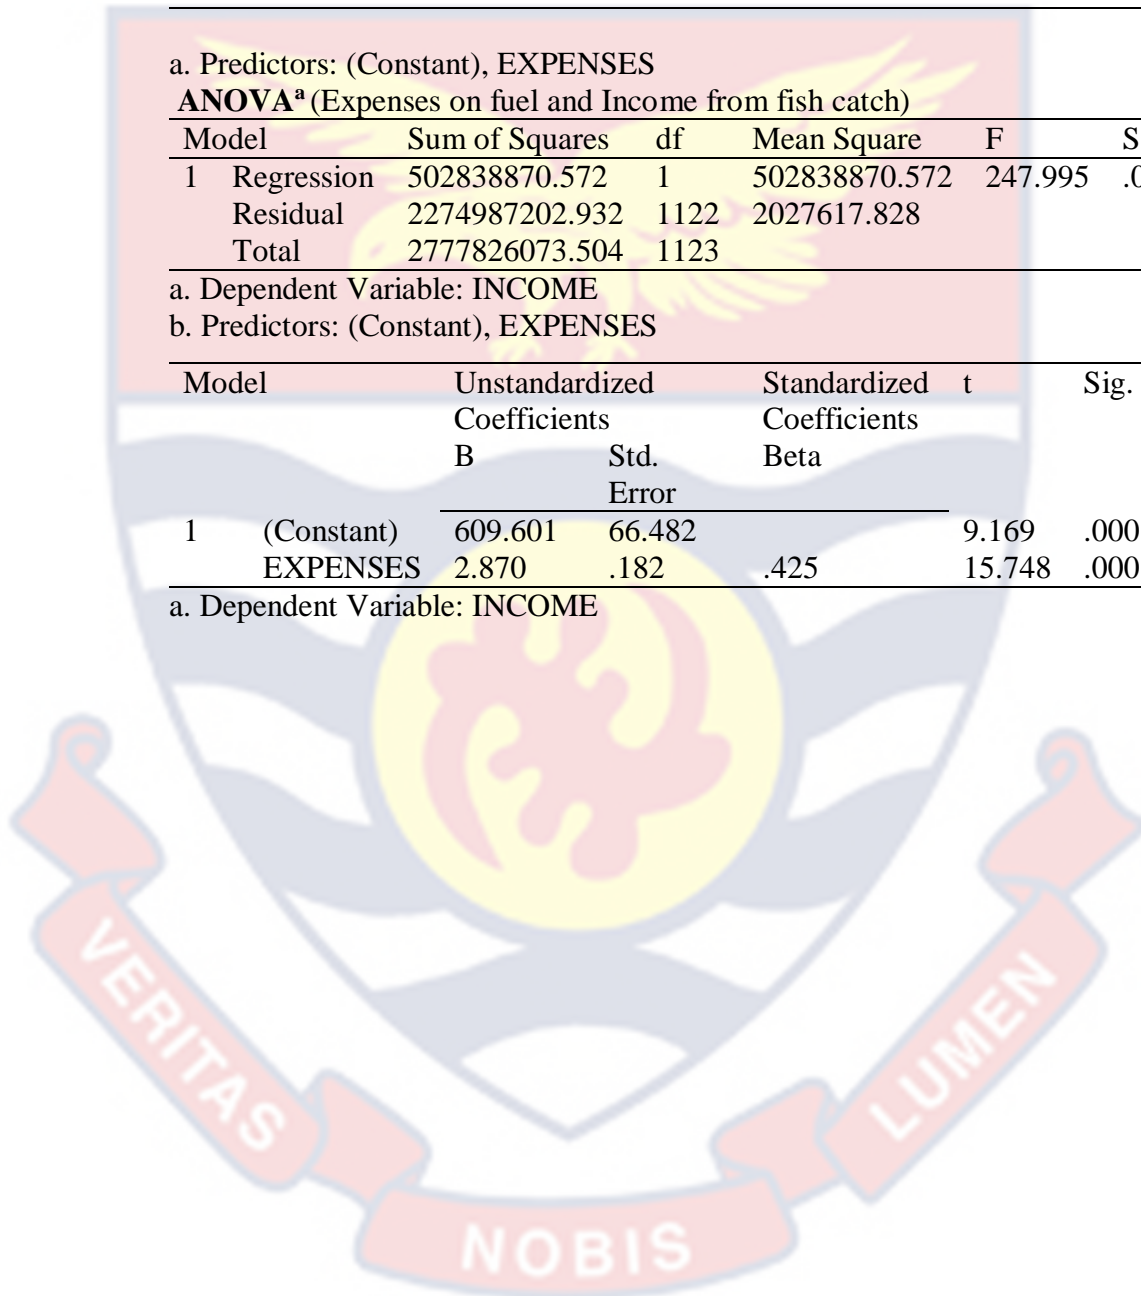 a. Predictors: (Constant), EXPENSES
ANOVAᵃ (Expenses on fuel and Income from fish catch)
Model Sum of Squares df Mean Square F
1 Regression 502838870.572 1 502838870.572 247.995
Residual 2274987202.932 1122 2027617.828
Total 2777826073.504 1123
a. Dependent Variable: INCOME
b. Predictors: (Constant), EXPENSES
Model Unstandardized Standardized t Sig.
Coefficients Coefficients
B Std. Beta
Error
1 (Constant) 609.601 66.482 9.169 .000
EXPENSES 2.870 .182 .425 15.748 .000
a. Dependent Variable: INCOME
VERITAS
NOBIS
LUMEN